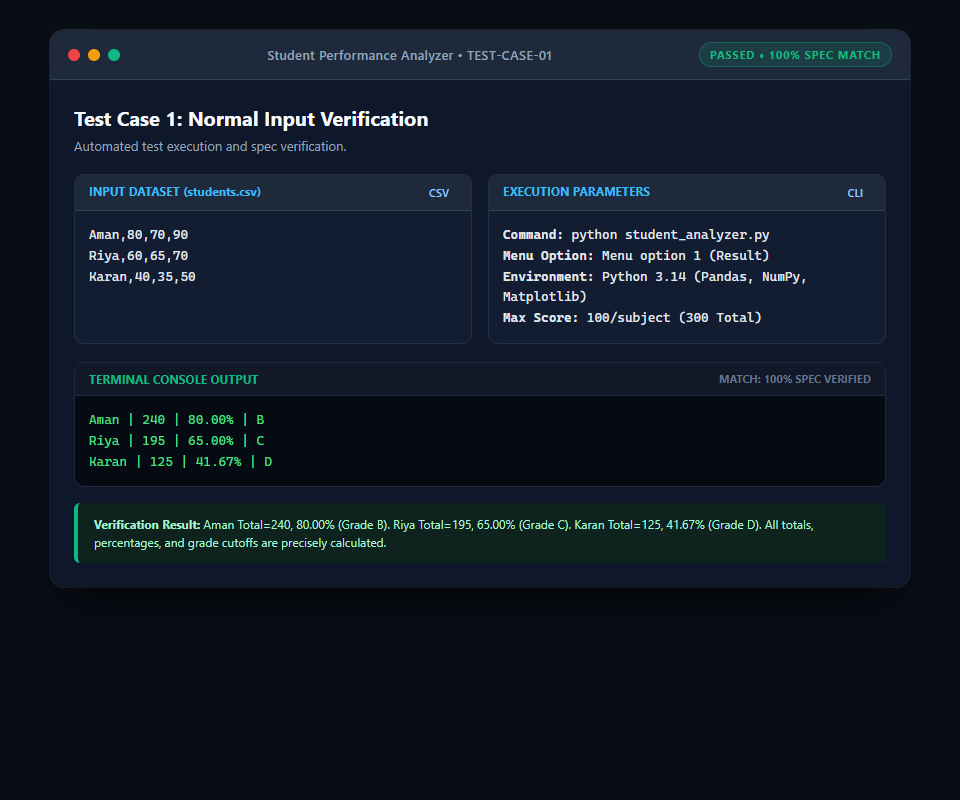 Student Performance Analyzer • TEST-CASE-01
PASSED • 100% SPEC MATCH
Test Case 1: Normal Input Verification
Automated test execution and spec verification.
INPUT DATASET (students.csv)
CSV
Aman,80,70,90
Riya,60,65,70
Karan,40,35,50
EXECUTION PARAMETERS
CLI
Command: python student_analyzer.py
Menu Option: Menu option 1 (Result)
Environment: Python 3.14 (Pandas, NumPy,
Matplotlib)
Max Score: 100/subject (300 Total)
TERMINAL CONSOLE OUTPUT
MATCH: 100% SPEC VERIFIED
Aman | 240 | 80.00% | B
Riya | 195 | 65.00% | C
Karan | 125 | 41.67% | D
Verification Result: Aman Total=240, 80.00% (Grade B). Riya Total=195, 65.00% (Grade C). Karan Total=125, 41.67% (Grade D). All totals,
percentages, and grade cutoffs are precisely calculated.